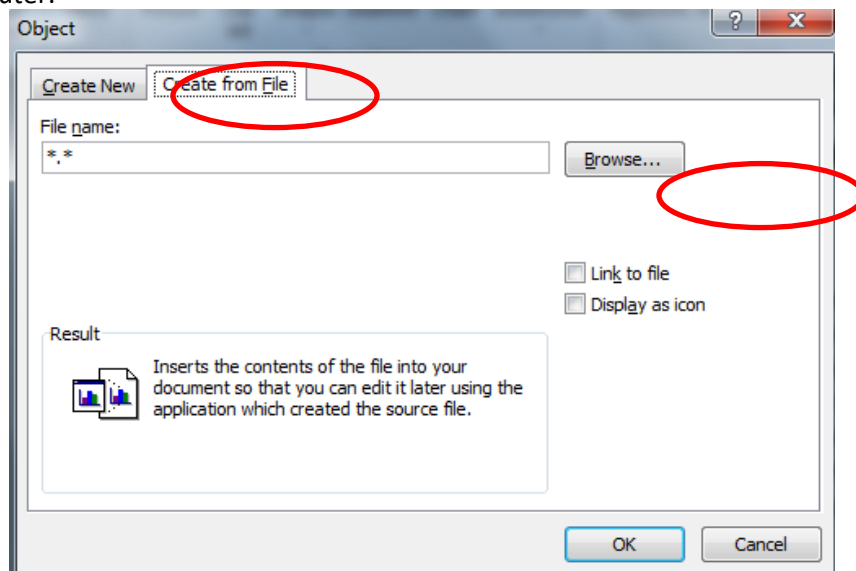 Object
Create New
Create from File
File name:
*.*
Browse...
Link to file
Display as icon
Result
Inserts the contents of the file into your
document so that you can edit it later using the
application which created the source file.
OK
Cancel